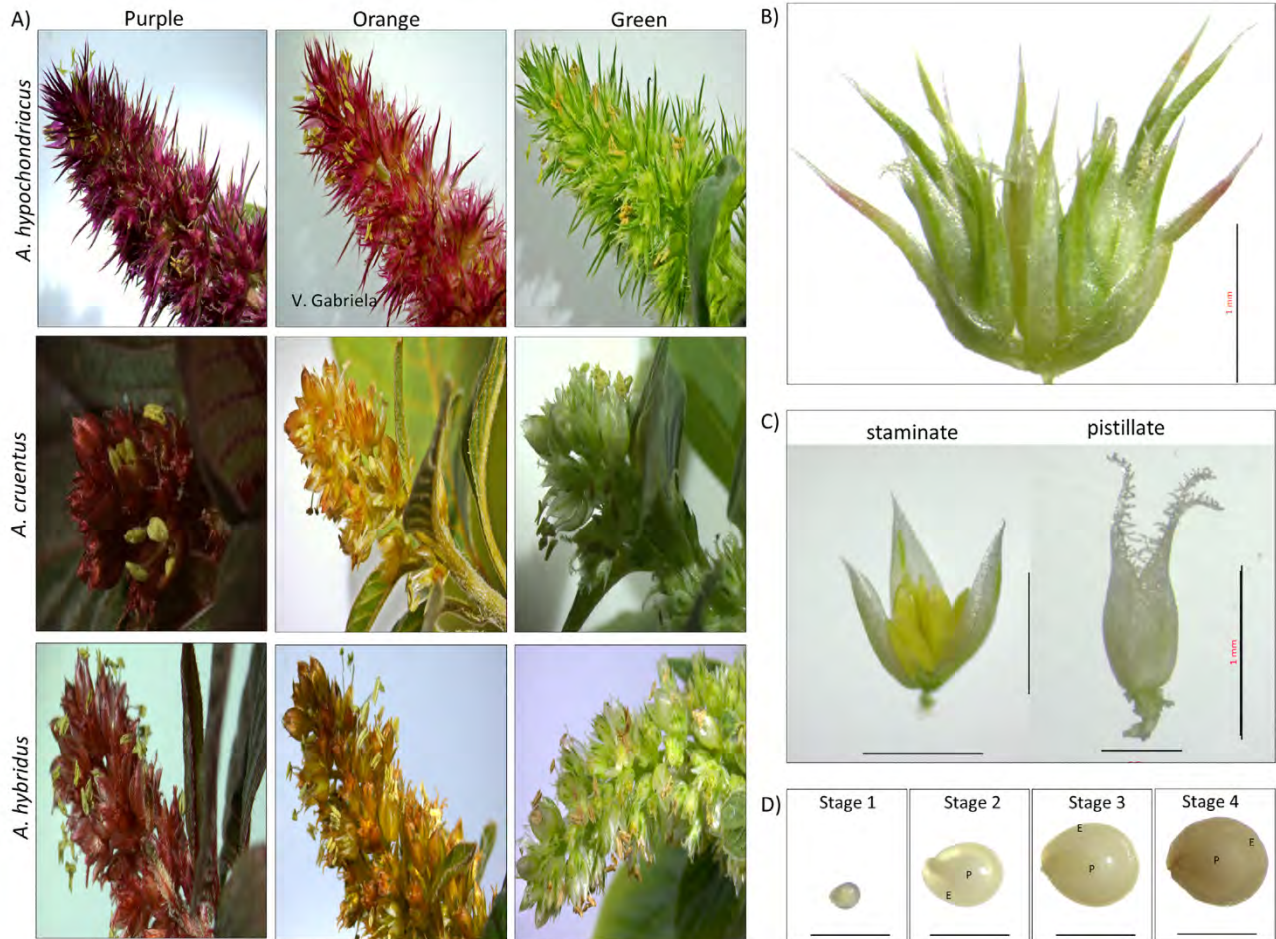 A)
Purple
Orange
Green
A. hypochondriacus
V. Gabriela
A. cruentus
A. hybridus
B)
1 mm
C)
staminate
pistillate
1 mm
D)
Stage 1
Stage 2
Stage 3
Stage 4
P
E
E
P
E
P